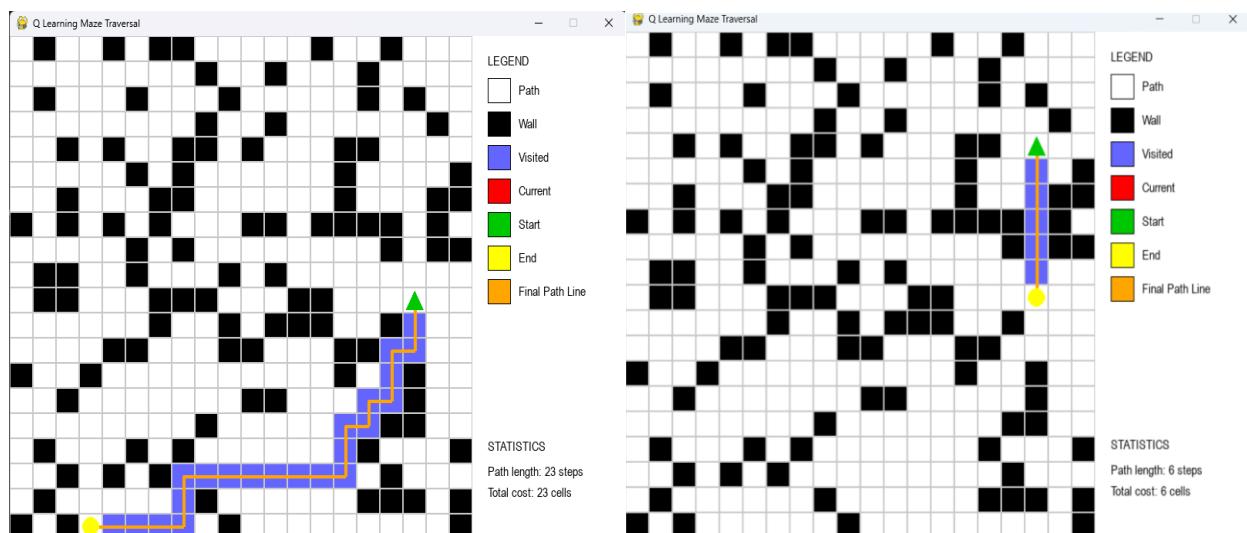 Q Learning Maze Traversal
LEGEND
Path
Wall
Visited
Current
Start
End
Final Path Line
STATISTICS
Path length: 23 steps
Total cost: 23 cells
Q Learning Maze Traversal
LEGEND
Path
Wall
Visited
Current
Start
End
Final Path Line
STATISTICS
Path length: 6 steps
Total cost: 6 cells